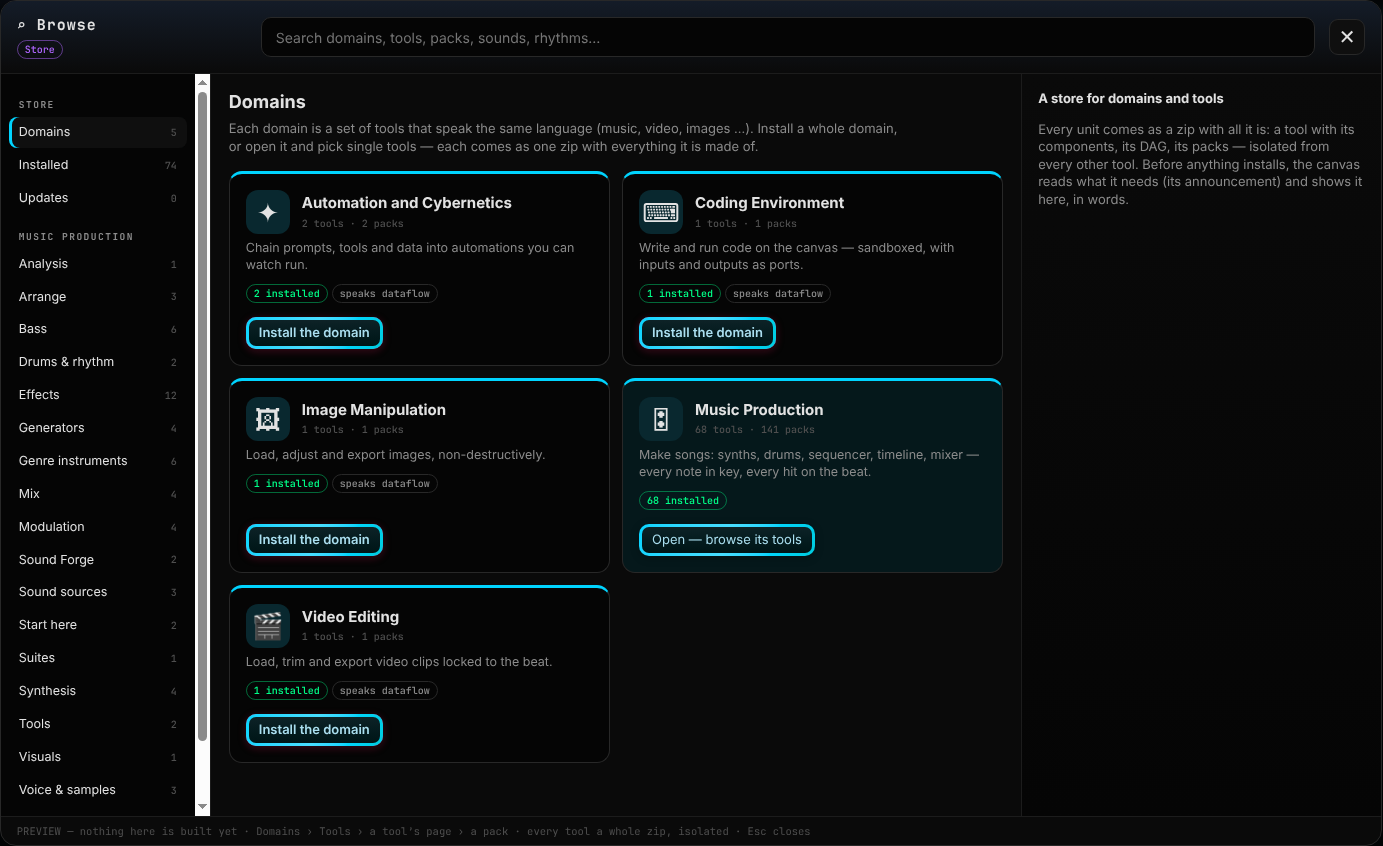 Browse
Store
Search domains, tools, packs, sounds, rhythms...
STORE
Domains 5
Installed 74
Updates 0
MUSIC PRODUCTION
Analysis 1
Arrange 3
Bass 6
Drums & rhythm 2
Effects 12
Generators 4
Genre instruments 6
Mix 4
Modulation 4
Sound Forge 2
Sound sources 3
Start here 2
Suites 1
Synthesis 4
Tools 2
Visuals 1
Voice & samples 3
Domains
Each domain is a set of tools that speak the same language (music, video, images ...). Install a whole domain,
or open it and pick single tools — each comes as one zip with everything it is made of.
Automation and Cybernetics
2 tools · 2 packs
Chain prompts, tools and data into automations you can
watch run.
2 installed speaks dataflow
Install the domain
Coding Environment
1 tools · 1 packs
Write and run code on the canvas — sandboxed, with
inputs and outputs as ports.
1 installed speaks dataflow
Install the domain
Image Manipulation
1 tools · 1 packs
Load, adjust and export images, non-destructively.
1 installed speaks dataflow
Install the domain
Music Production
68 tools · 141 packs
Make songs: synths, drums, sequencer, timeline, mixer —
every note in key, every hit on the beat.
68 installed
Open — browse its tools
Video Editing
1 tools · 1 packs
Load, trim and export video clips locked to the beat.
1 installed speaks dataflow
Install the domain
A store for domains and tools
Every unit comes as a zip with all it is: a tool with its
components, its DAG, its packs — isolated from
every other tool. Before anything installs, the canvas
reads what it needs (its announcement) and shows it
here, in words.
PREVIEW — nothing here is built yet · Domains › Tools › a tool's page › a pack · every tool a whole zip, isolated · Esc closes